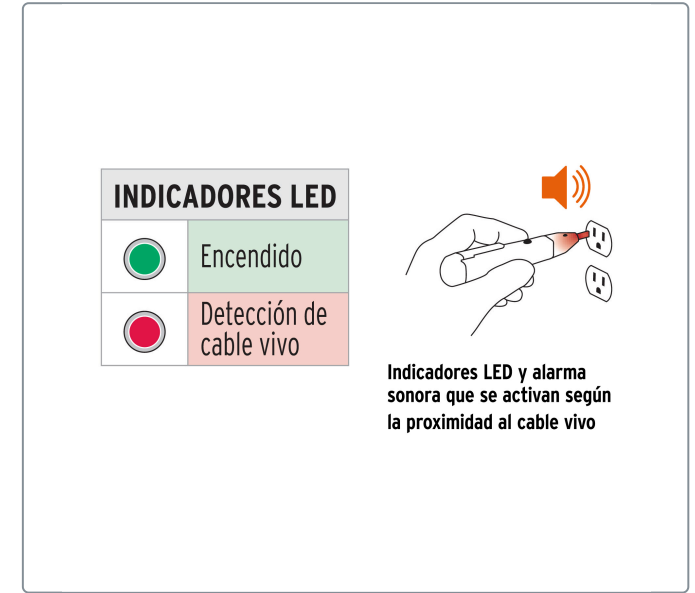 INDICADORES LED
Encendido
Detección de
cable vivo
Indicadores LED y alarma
sonora que se activan según
la proximidad al cable vivo